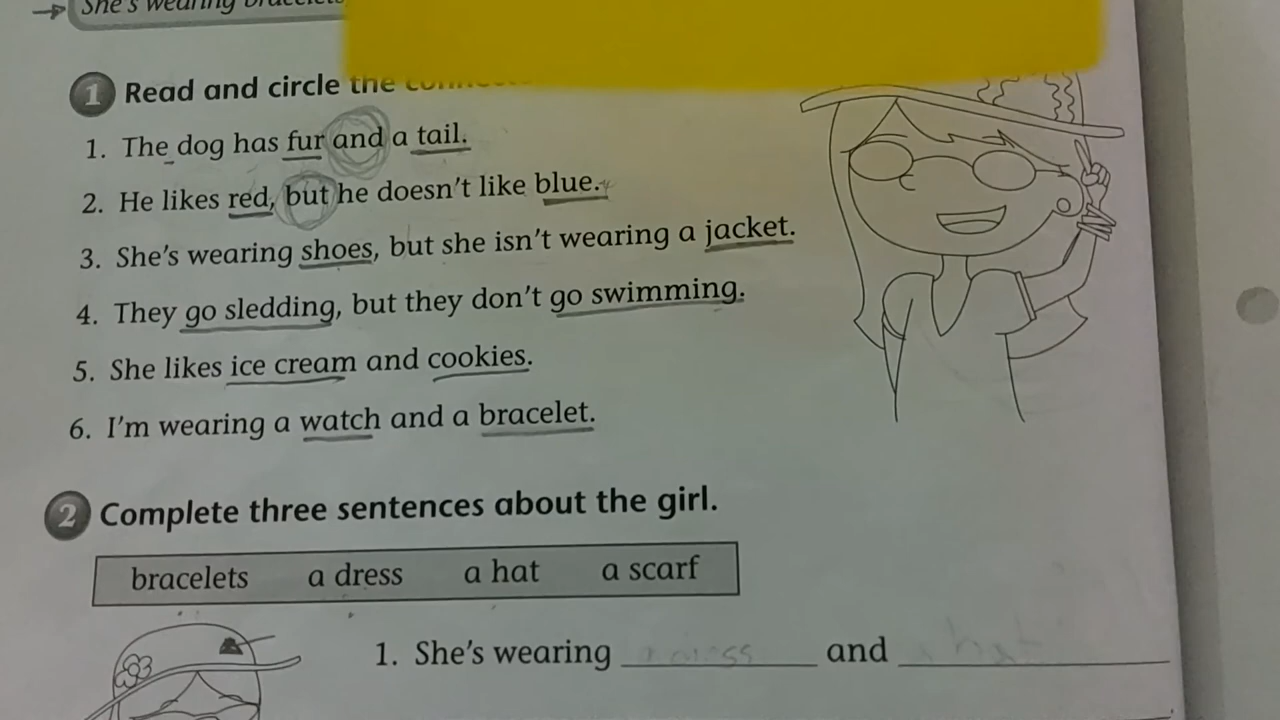 She's wearing bracelets
1 Read and circle the
1. The dog has fur and a tail.
2. He likes red, but he doesn't like blue.
3. She's wearing shoes, but she isn't wearing a jacket.
4. They go sledding, but they don't go swimming.
5. She likes ice cream and cookies.
6. I'm wearing a watch and a bracelet.
2 Complete three sentences about the girl.
bracelets a dress a hat a scarf
1. She's wearing and